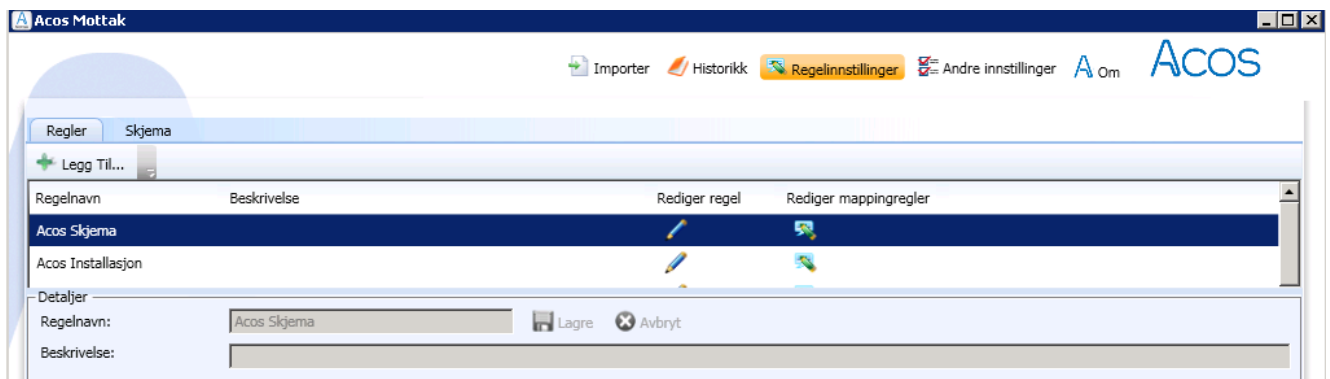 Acos Mottak
Importer Historikk Regelinnstillinger Andre innstillinger Om ACOS
Regler Skjema
Legg Til...
Regelnavn Beskrivelse Rediger regel Rediger mappingregler
Acos Skjema
Acos Installasjon
Detaljer
Regelnavn: Acos Skjema Lagre Avbryt
Beskrivelse: